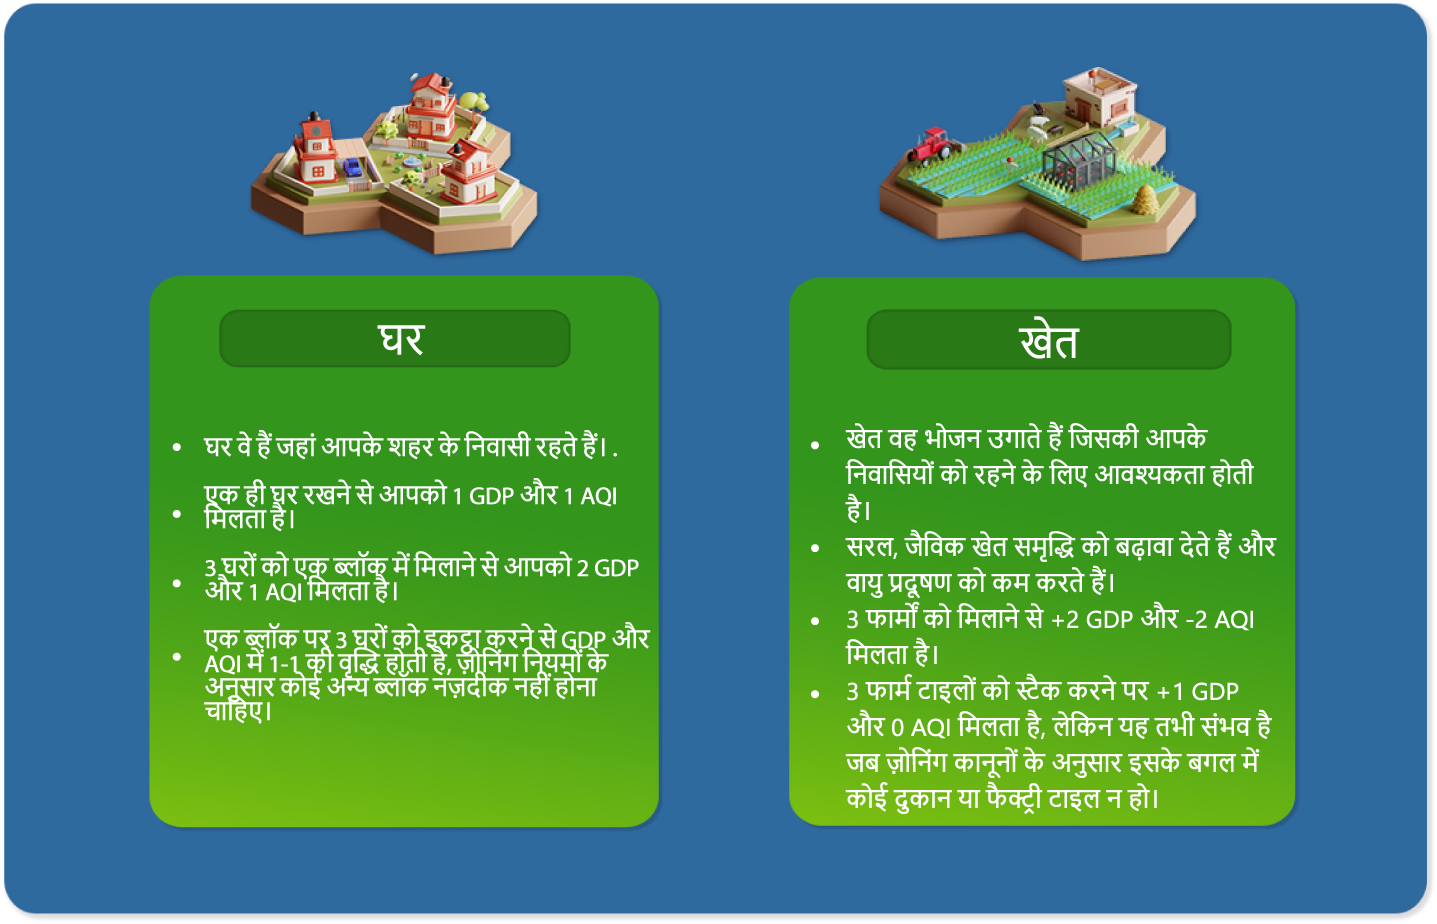 घर
• घर वे हैं जहां आपके शहर के निवासी रहते हैं। .
• एक ही घर रखने से आपको 1 GDP और 1 AQI
मिलता है।
• 3 घरों को एक ब्लॉक में मिलाने से आपको 2 GDP
और 1 AQI मिलता है।
• एक ब्लॉक पर 3 घरों को इकट्ठा करने से GDP और
AQI में 1-1 की वृद्धि होती है, ज़ोनिंग नियमों के
अनुसार कोई अन्य ब्लॉक नज़दीक नहीं होना
चाहिए।
खेत
• खेत वह भोजन उगाते हैं जिसकी आपके
निवासियों को रहने के लिए आवश्यकता होती
है।
• सरल, जैविक खेत समृद्धि को बढ़ावा देते हैं और
वायु प्रदूषण को कम करते हैं।
• 3 फार्मों को मिलाने से +2 GDP और -2 AQI
मिलता है।
• 3 फार्म टाइलों को स्टैक करने पर +1 GDP
और 0 AQI मिलता है, लेकिन यह तभी संभव है
जब ज़ोनिंग कानूनों के अनुसार इसके बगल में
कोई दुकान या फैक्ट्री टाइल न हो।